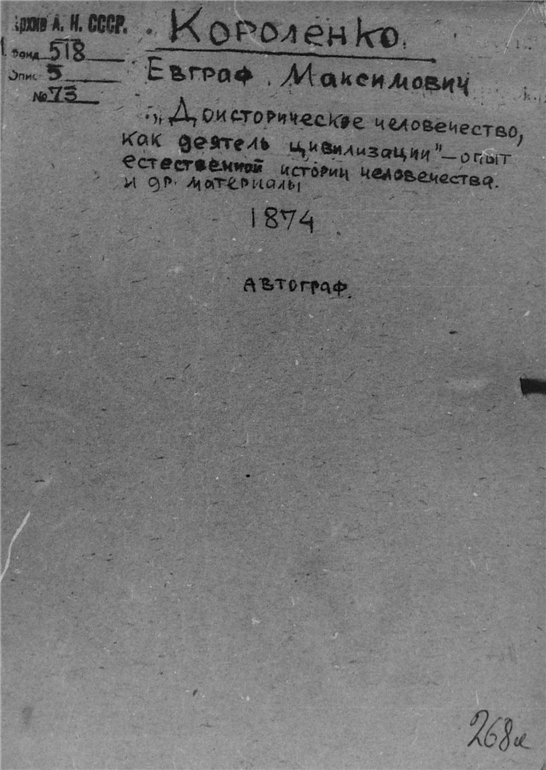 Архив А. Н. СССР.
Фонд 518
Опис 5
№ 73
Короленко.
Евграф Максимович
„Доисторическое человечество,
как деятель цивилизации" – опыт
естественной истории человечества.
и др. материалы
1874
автограф.
268л